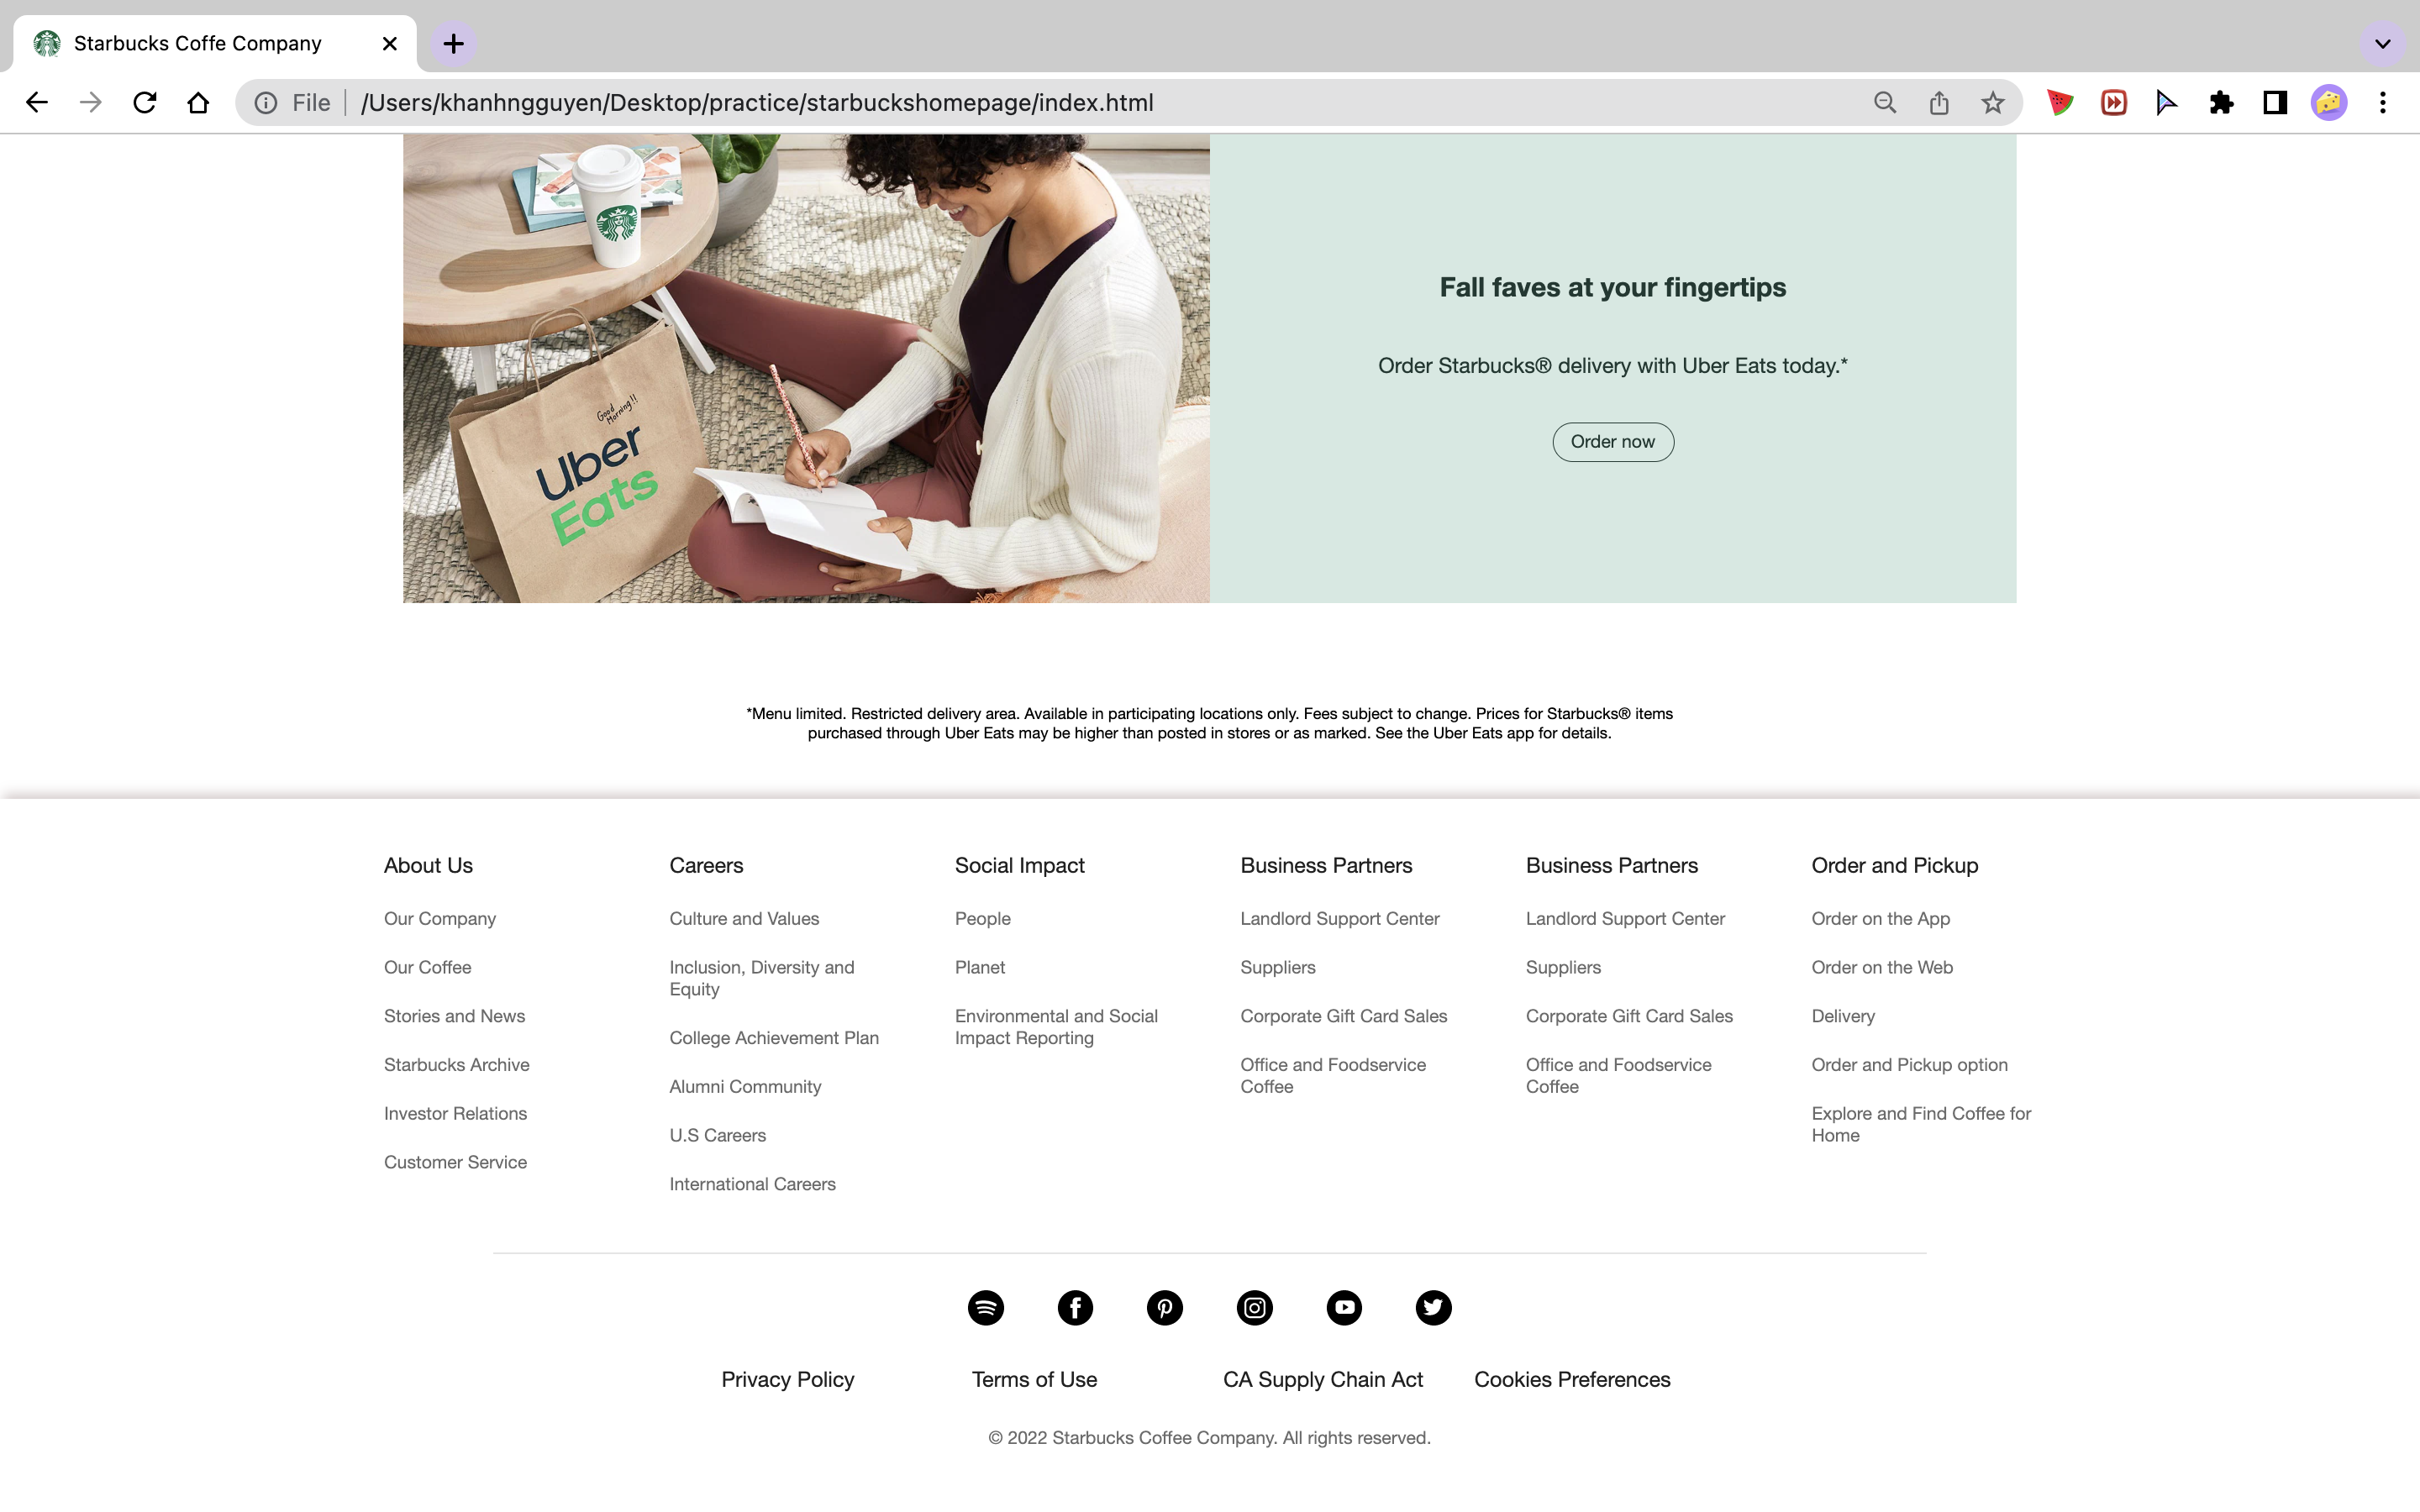 Starbucks Coffe Company
File
/Users/khanhngguyen/Desktop/practice/starbuckshomepage/index.html
Good
Morning!!
Uber
Eats
Fall faves at your fingertips
Order Starbucks® delivery with Uber Eats today.*
Order now
*Menu limited. Restricted delivery area. Available in participating locations only. Fees subject to change. Prices for Starbucks® items
purchased through Uber Eats may be higher than posted in stores or as marked. See the Uber Eats app for details.
About Us
Our Company
Our Coffee
Stories and News
Starbucks Archive
Investor Relations
Customer Service
Careers
Culture and Values
Inclusion, Diversity and
Equity
College Achievement Plan
Alumni Community
U.S Careers
International Careers
Social Impact
People
Planet
Environmental and Social
Impact Reporting
Business Partners
Landlord Support Center
Suppliers
Corporate Gift Card Sales
Office and Foodservice
Coffee
Business Partners
Landlord Support Center
Suppliers
Corporate Gift Card Sales
Office and Foodservice
Coffee
Order and Pickup
Order on the App
Order on the Web
Delivery
Order and Pickup option
Explore and Find Coffee for
Home
Privacy Policy
Terms of Use
CA Supply Chain Act
Cookies Preferences
© 2022 Starbucks Coffee Company. All rights reserved.